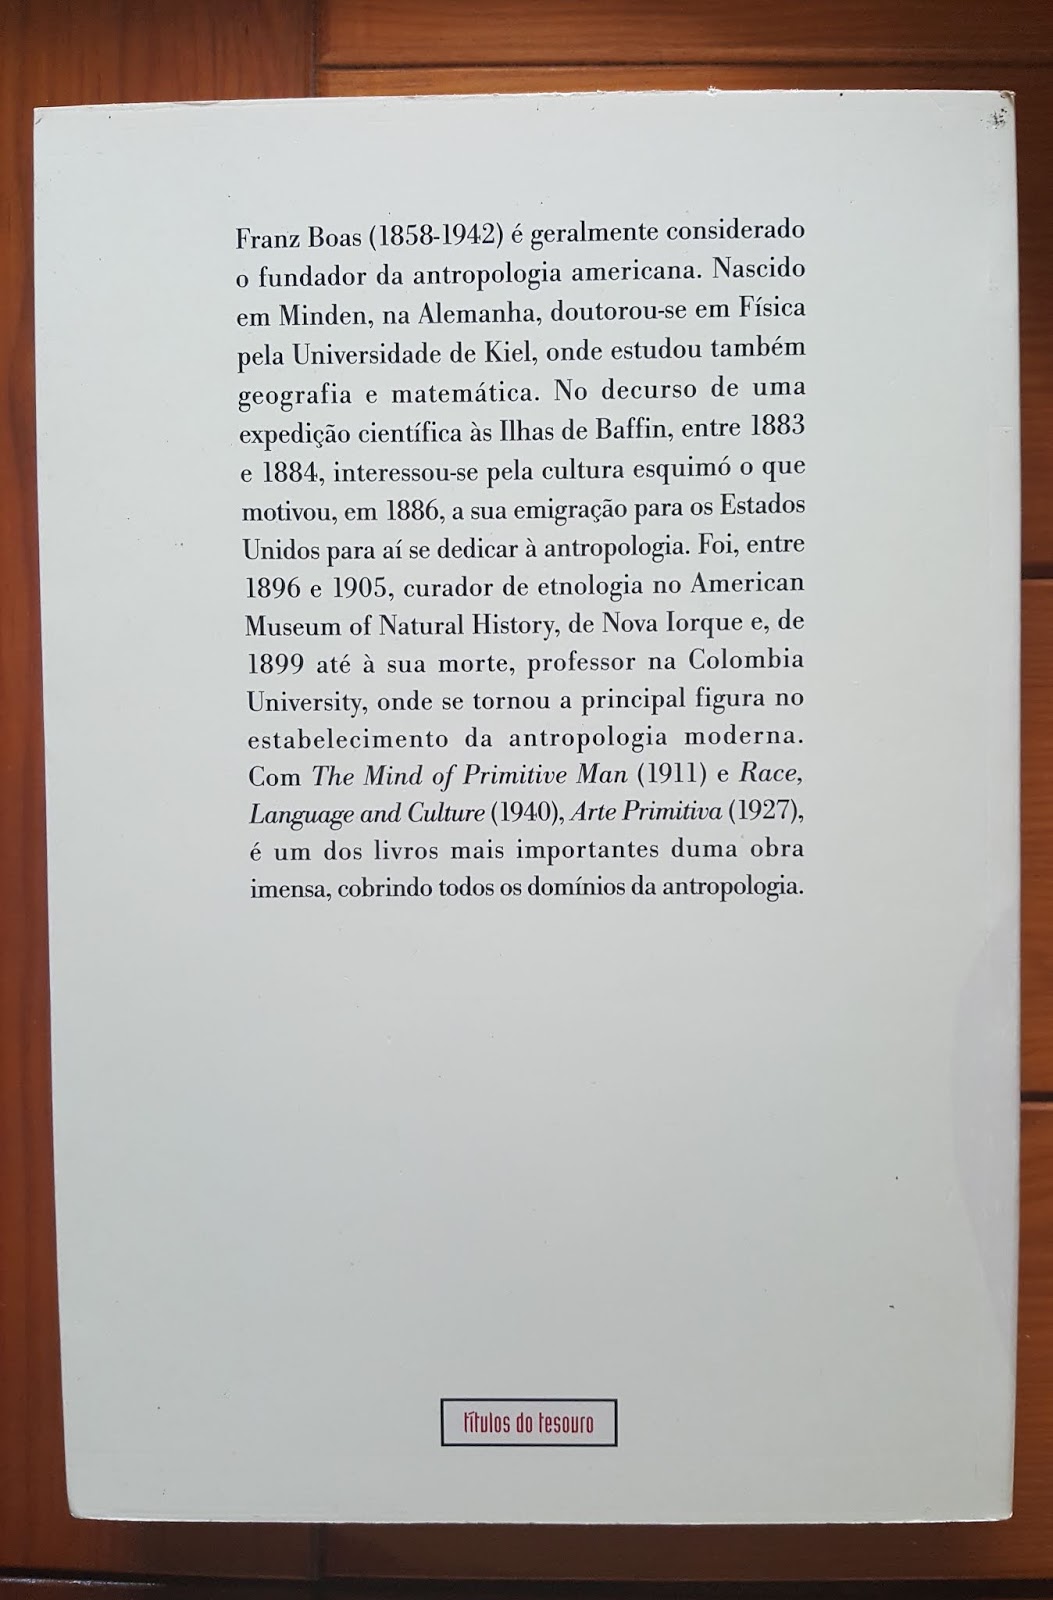 Franz Boas (1858-1942) é geralmente considerado
o fundador da antropologia americana. Nascido
em Minden, na Alemanha, doutorou-se em Física
pela Universidade de Kiel, onde estudou também
geografia e matemática. No decurso de uma
expedição científica às Ilhas de Baffin, entre 1883
e 1884, interessou-se pela cultura esquimó o que
motivou, em 1886, a sua emigração para os Estados
Unidos para aí se dedicar à antropologia. Foi, entre
1896 e 1905, curador de etnologia no American
Museum of Natural History, de Nova Iorque e, de
1899 até à sua morte, professor na Colombia
University, onde se tornou a principal figura no
estabelecimento da antropologia moderna.
Com The Mind of Primitive Man (1911) e Race,
Language and Culture (1940), Arte Primitiva (1927),
é um dos livros mais importantes duma obra
imensa, cobrindo todos os domínios da antropologia.
títulos do tesouro